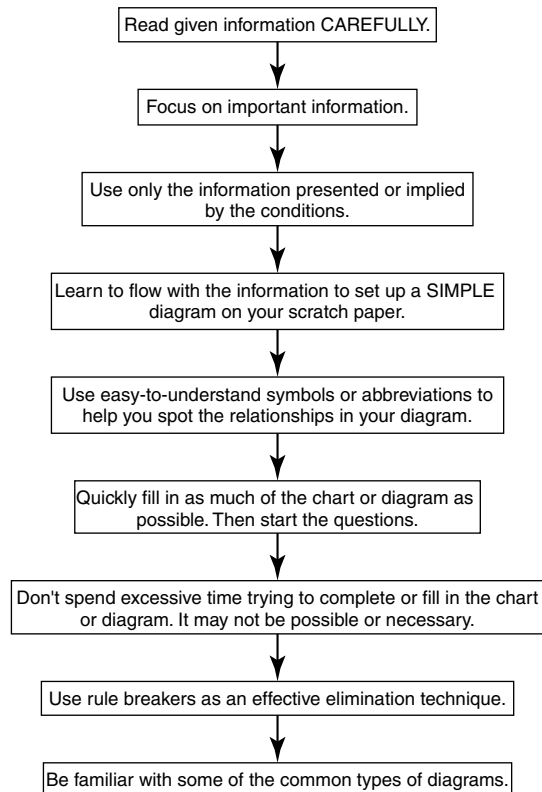 Read given information CAREFULLY.
Focus on important information.
Use only the information presented or implied
by the conditions.
Learn to flow with the information to set up a SIMPLE
diagram on your scratch paper.
Use easy-to-understand symbols or abbreviations to
help you spot the relationships in your diagram.
Quickly fill in as much of the chart or diagram as
possible. Then start the questions.
Don't spend excessive time trying to complete or fill in the chart
or diagram. It may not be possible or necessary.
Use rule breakers as an effective elimination technique.
Be familiar with some of the common types of diagrams.